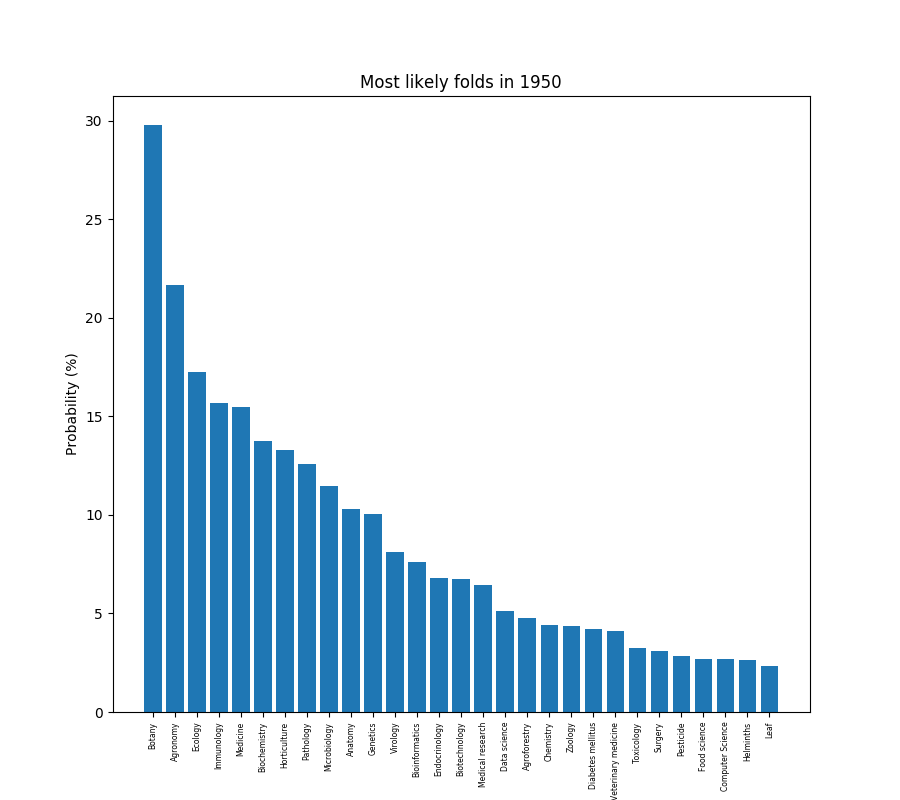 Most likely folds in 1950
Probability (%)
30
25
20
15
10
5
0
Botany
Agronomy
Ecology
Immunology
Medicine
Biochemistry
Horticulture
Pathology
Microbiology
Anatomy
Genetics
Virology
Bioinformatics
Endocrinology
Biotechnology
Medical research
Data science
Agroforestry
Chemistry
Zoology
Diabetes mellitus
Veterinary medicine
Toxicology
Surgery
Pesticide
Food science
Computer Science
Helminths
Leaf